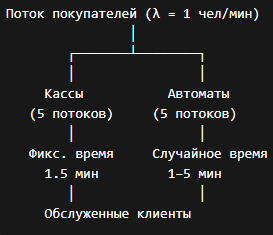 Поток покупателей (λ = 1 чел/мин)
Кассы Автоматы
(5 потоков) (5 потоков)
Фикс. время Случайное время
1.5 мин 1–5 мин
Обслуженные клиенты